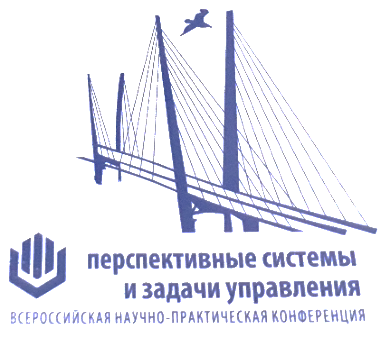 перспективные системы
и задачи управления
ВСЕРОССИЙСКАЯ НАУЧНО-ПРАКТИЧЕСКАЯ КОНФЕРЕНЦИЯ